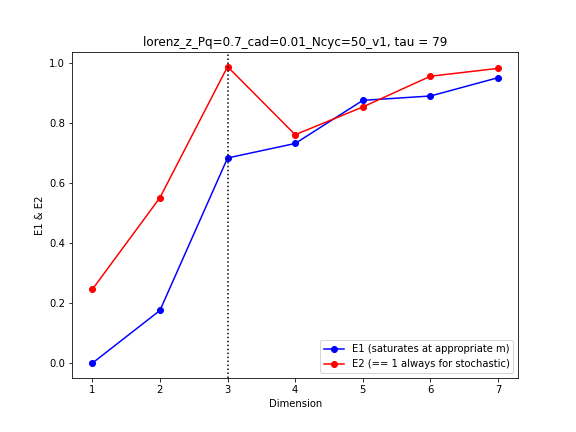 lorenz_z_Pq=0.7_cad=0.01_Ncyc=50_v1, tau = 79
1.0
0.8
0.6
0.4
0.2
0.0
E1 & E2
E1 (saturates at appropriate m)
E2 (== 1 always for stochastic)
1 2 3 4 5 6 7
Dimension